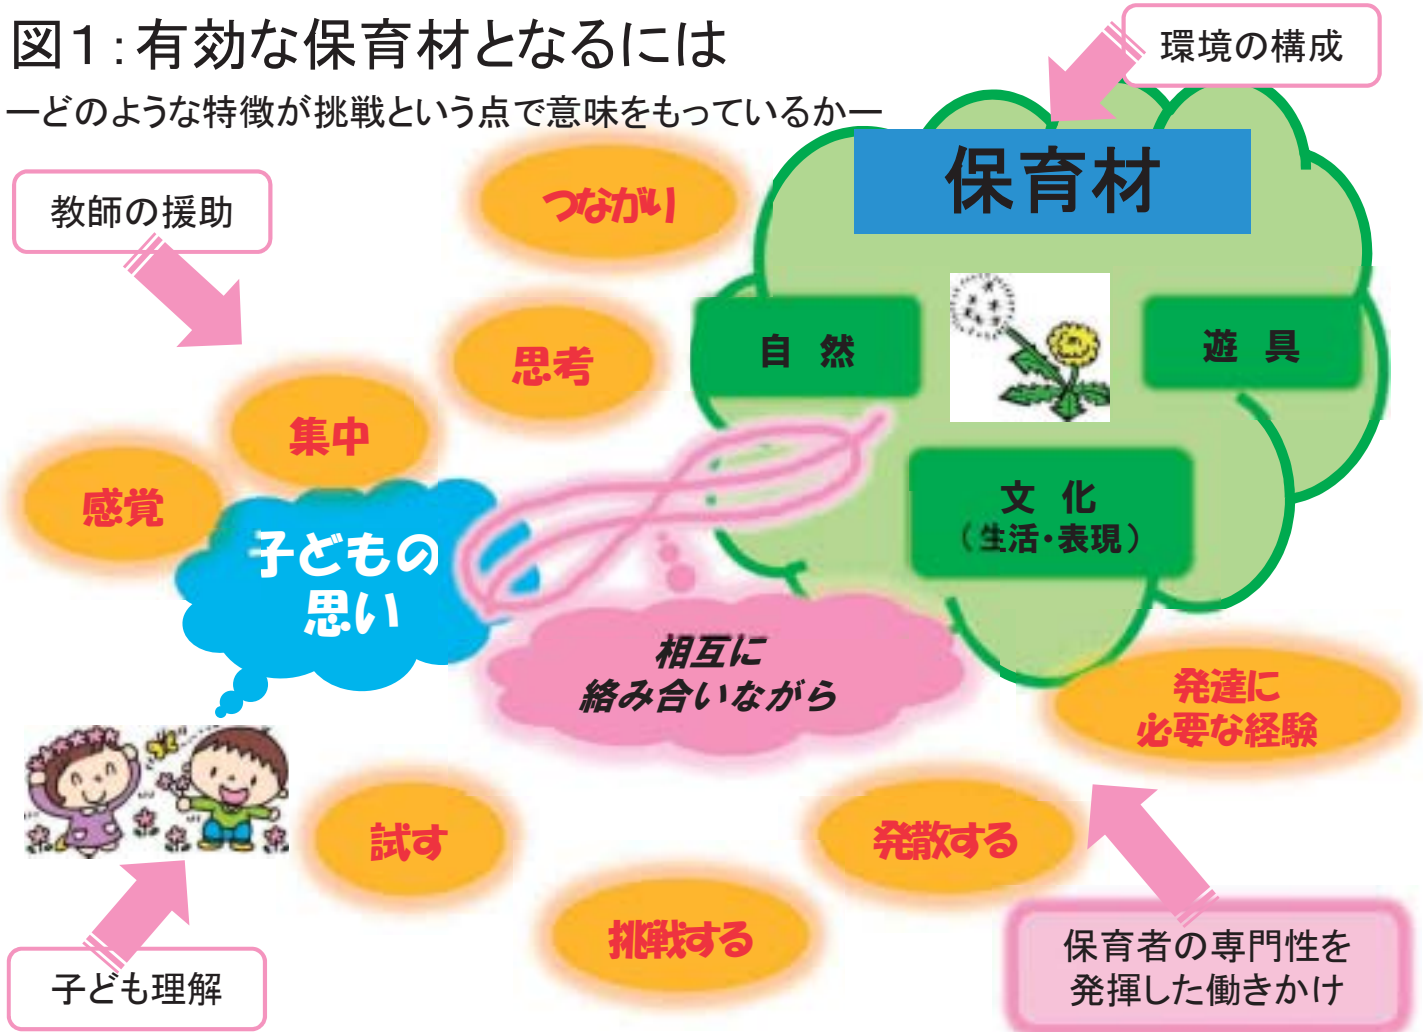 図1：有効な保育材となるには
―どのような特徴が挑戦という点で意味をもっているか―
環境の構成
保育材
教師の援助
つながり
自 然
遊 具
思考
集中
感覚
文 化
（生活・表現）
子どもの
思い
相互に
絡み合いながら
発達に
必要な経験
試す
発散する
挑戦する
子ども理解
保育者の専門性を
発揮した働きかけ